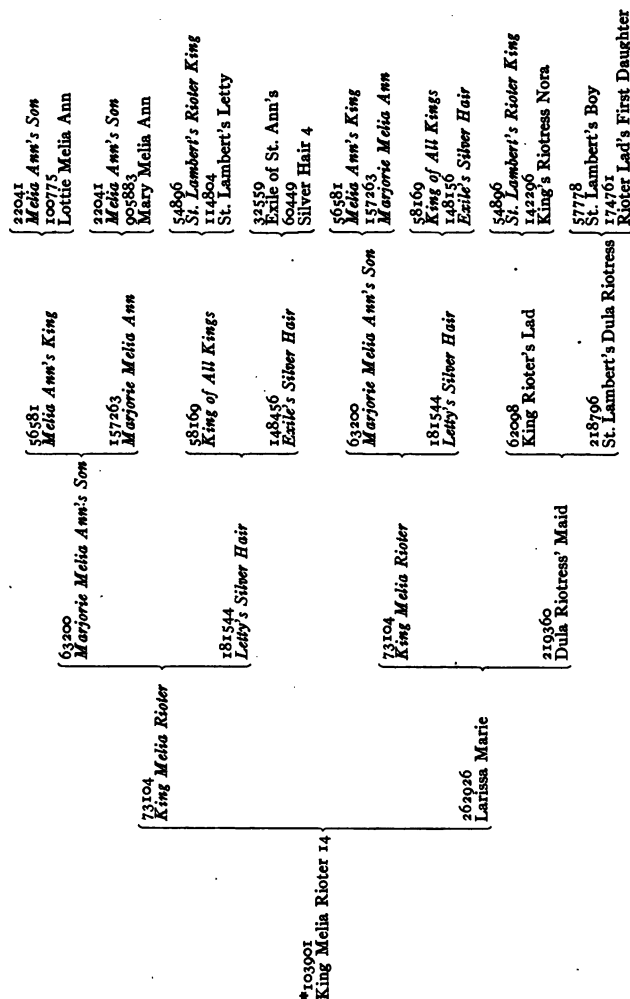 *103901
King Melia Rioter 14
73104
King Melia Rioter
262926
Larissa Marie
63200
Marjorie Melia Ann's Son
181544
Letty's Silver Hair
73104
King Melia Rioter
219360
Dula Riotress' Maid
56581
Melia Ann's King
157263
Marjorie Melia Ann
58169
King of All Kings
148456
Exile's Silver Hair
63200
Marjorie Melia Ann's Son
181544
Letty's Silver Hair
62098
King Rioter's Lad
218796
St. Lambert's Dula Riotress
22041
Melia Ann's Son
100775
Lottie Melia Ann
22041
Melia Ann's Son
905883
Mary Melia Ann
54896
St. Lambert's Rioter King
114804
St. Lambert's Letty
32559
Exile of St. Ann's
60449
Silver Hair 4
56581
Melia Ann's King
157263
Marjorie Melia Ann
58169
King of All Kings
148156
Exile's Silver Hair
54896
St. Lambert's Rioter King
142296
King's Riotress Nora
57778
St. Lambert's Boy
174761
Rioter Lad's First Daughter